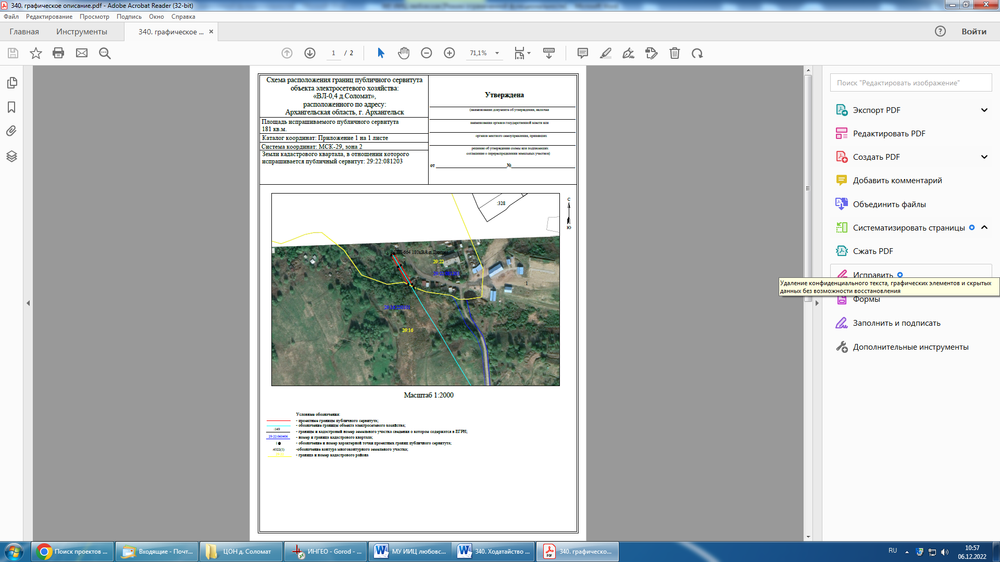 340. графическое описание.pdf - Adobe Acrobat Reader (32-bit)
Файл Редактирование Просмотр Подпись Окно Справка
Главная Инструменты 340. графическое ... ×
Войти
1 / 2 71,1%
Схема расположения границ публичного сервитута
объекта электросетевого хозяйства:
«ВЛ-0,4 д.Соломат»,
расположенного по адресу:
Архангельская область, г. Архангельск
Площадь испрашиваемого публичного сервитута
181 кв.м.
Каталог координат: Приложение 1 на 1 листе
Система координат: МСК-29, зона 2
Земли кадастрового квартала, в отношении которого
испрашивается публичный сервитут: 29:22:081203
Утверждена
(наименование документа об утверждении, включая
наименования органов государственной власти или
органов местного самоуправления, принявших
решение об утверждении схемы или подписавших
соглашение о перераспределении земельных участков)
от №
:328
С
Ю
ТП-664 180кВА п.Динамо
4
6
3
29:22
29:22:081203
:1
29:16:220101
29:16
Масштаб 1:2000
Условные обозначения:
- проектные границы публичного сервитута;
- обозначение границы объекта электросетевого хозяйства;
:149 - границы и кадастровый номер земельного участка сведения о котором содержатся в ЕГРН;
29:22:060406 - номер и граница кадастрового квартала;
1 - обозначение и номер характерной точки проектных границ публичного сервитута;
:4322(1) -обозначение контура многоконтурного земельного участка;
- граница и номер кадастрового района
Поиск "Редактировать изображение"
Экспорт PDF
Редактировать PDF
Создать PDF
Добавить комментарий
Объединить файлы
Систематизировать страницы
Сжать PDF
Исправить
Удаление конфиденциального текста, графических элементов и скрытых
данных без возможности восстановления
Формы
Заполнить и подписать
Дополнительные инструменты
Поиск проектов ...
Входящие - Почт...
ЦОН д. Соломат
ИНГЕО - Gorod - ...
МУ ИИЦ любовс...
340. Ходатайство ...
340. графическо...
RU
10:57
06.12.2022